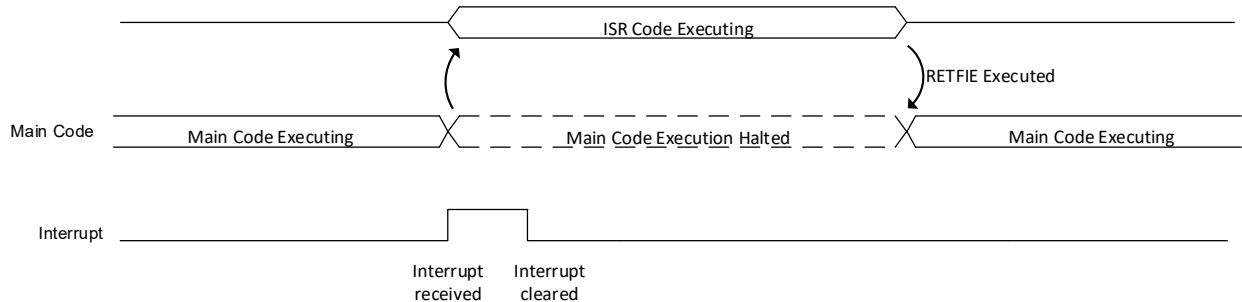 ISR Code Executing
RETFIE Executed
Main Code
Main Code Executing
Main Code Execution Halted
Main Code Executing
Interrupt
Interrupt
received
Interrupt
cleared